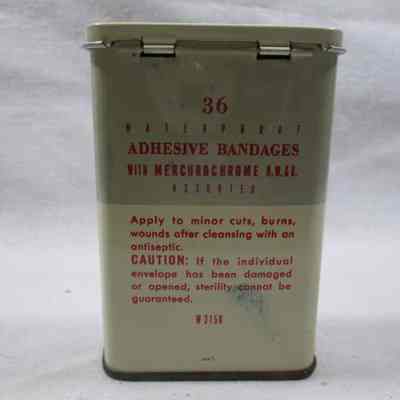 36
WATERPROOF
ADHESIVE BANDAGES
WITH MERCUROCHROME H.W.&D.
ASSORTED
Apply to minor cuts, burns,
wounds after cleansing with an
antiseptic.
CAUTION: If the individual
envelope has been damaged
or opened, sterility cannot be
guaranteed.